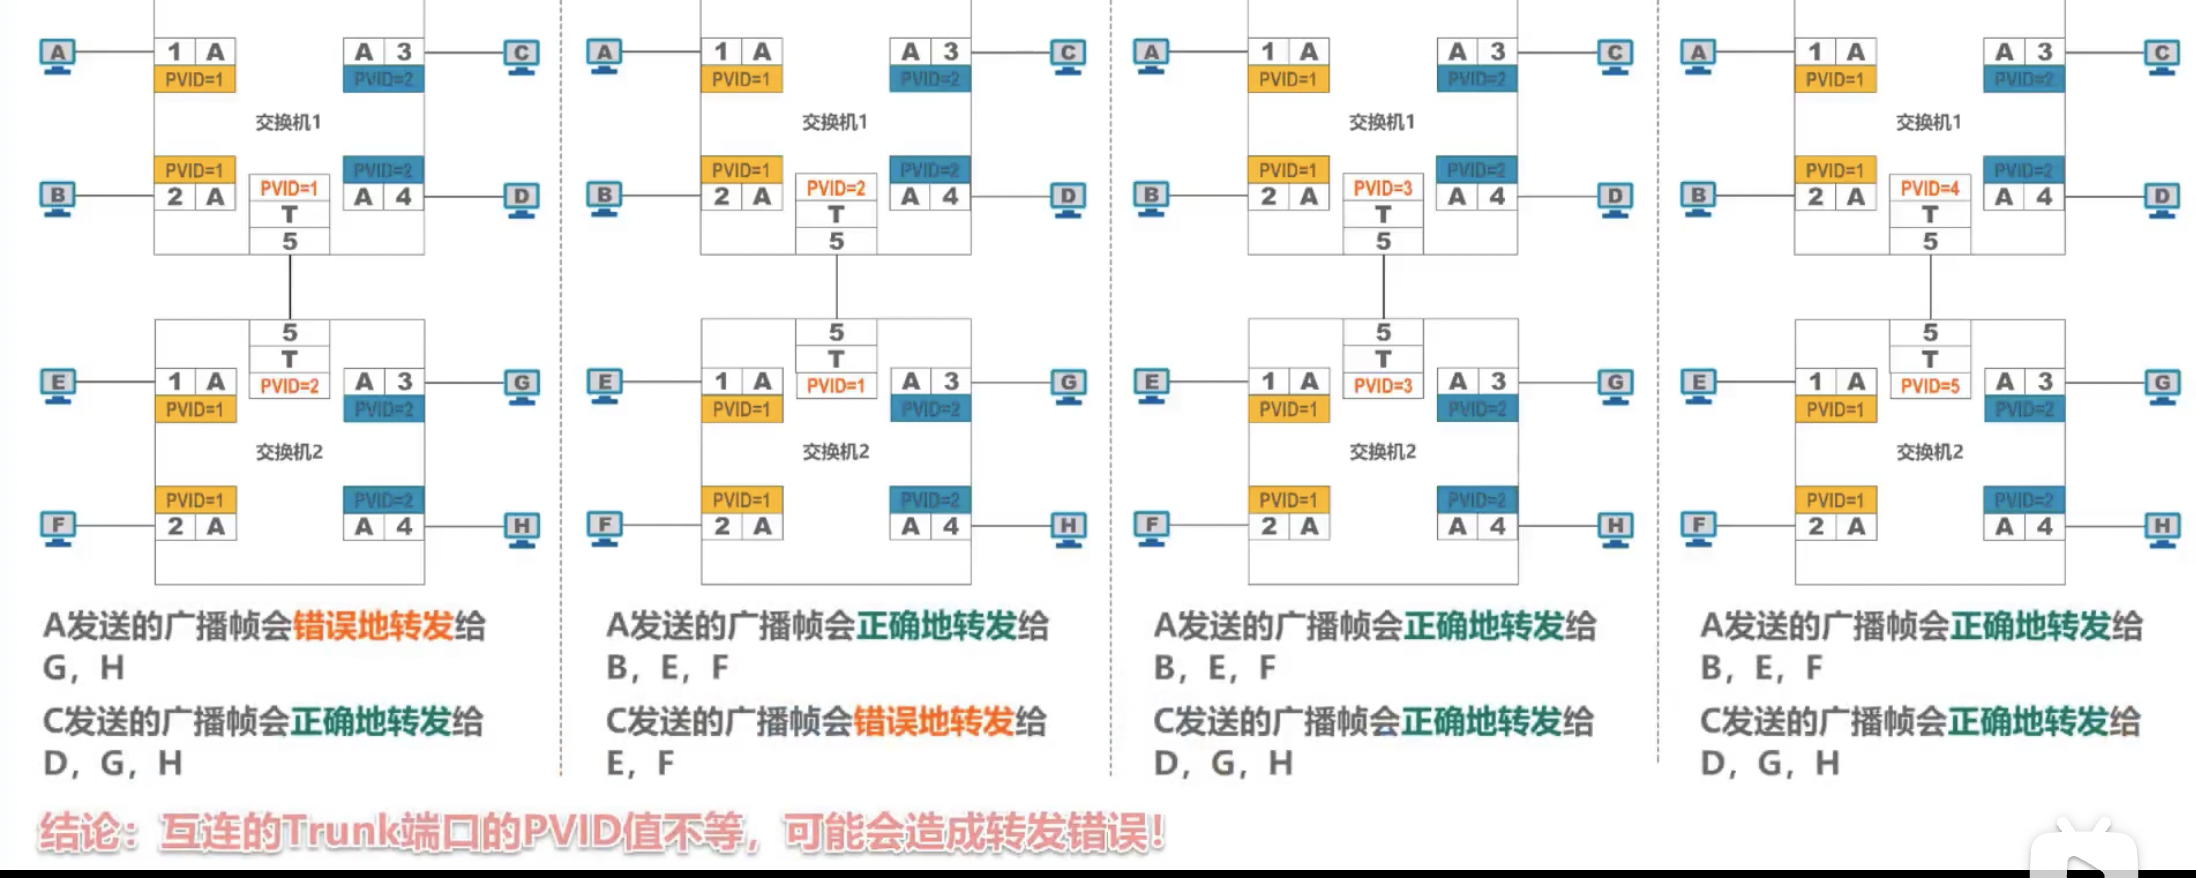 A 1 A A 3 C A 1 A A 3 C A 1 A A 3 C A 1 A A 3 C
PVID=1 PVID=2 PVID=1 PVID=2 PVID=1 PVID=2 PVID=1 PVID=2
交换机1 交换机1 交换机1 交换机1
PVID=1 PVID=2 PVID=1 PVID=2 PVID=1 PVID=2 PVID=1 PVID=2
PVID=1 PVID=2 PVID=3 PVID=4
B 2 A A 4 D B 2 A A 4 D B 2 A A 4 D B 2 A A 4 D
T T T T
5 5 5 5
5 5 5 5
T T T T
E 1 A PVID=2 A 3 G E 1 A PVID=1 A 3 G E 1 A PVID=3 A 3 G E 1 A PVID=5 A 3 G
PVID=1 PVID=2 PVID=1 PVID=2 PVID=1 PVID=2 PVID=1 PVID=2
交换机2 交换机2 交换机2 交换机2
PVID=1 PVID=2 PVID=1 PVID=2 PVID=1 PVID=2 PVID=1 PVID=2
F 2 A A 4 H F 2 A A 4 H F 2 A A 4 H F 2 A A 4 H
A发送的广播帧会错误地转发给
G，H
C发送的广播帧会正确地转发给
D，G，H
A发送的广播帧会正确地转发给
B，E，F
C发送的广播帧会错误地转发给
E，F
A发送的广播帧会正确地转发给
B，E，F
C发送的广播帧会正确地转发给
D，G，H
A发送的广播帧会正确地转发给
B，E，F
C发送的广播帧会正确地转发给
D，G，H
结论：互连的Trunk端口的PVID值不等，可能会造成转发错误！